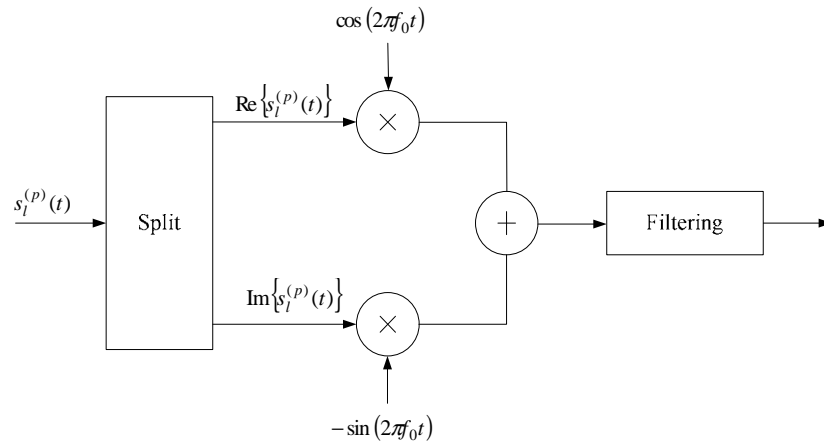 cos(2πf₀t)
Re{s_l^(p)(t)}
×
s_l^(p)(t)
Split
+
Filtering
Im{s_l^(p)(t)}
×
−sin(2πf₀t)